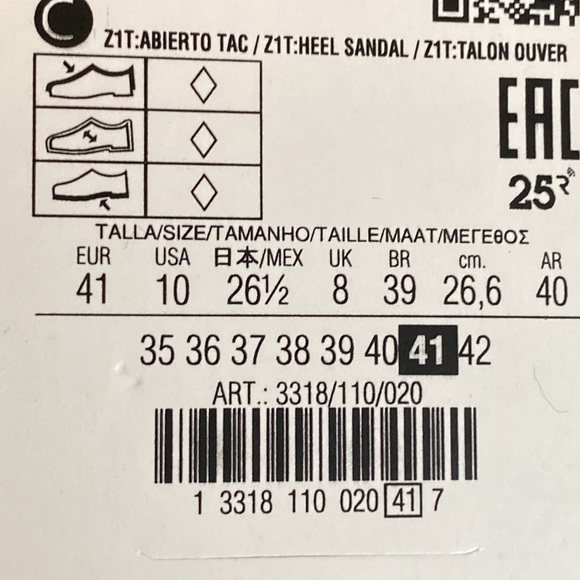 C
Z1T:ABIERTO TAC / Z1T:HEEL SANDAL / Z1T:TALON OUVER
EAC
25
TALLA/SIZE/TAMANHO/TAILLE/MAAT/ΜΕΓΕΘΟΣ
EUR USA 日本/MEX UK BR cm. AR
41 10 26½ 8 39 26,6 40
35 36 37 38 39 40 41 42
ART.: 3318/110/020
1 3318 110 020 41 7